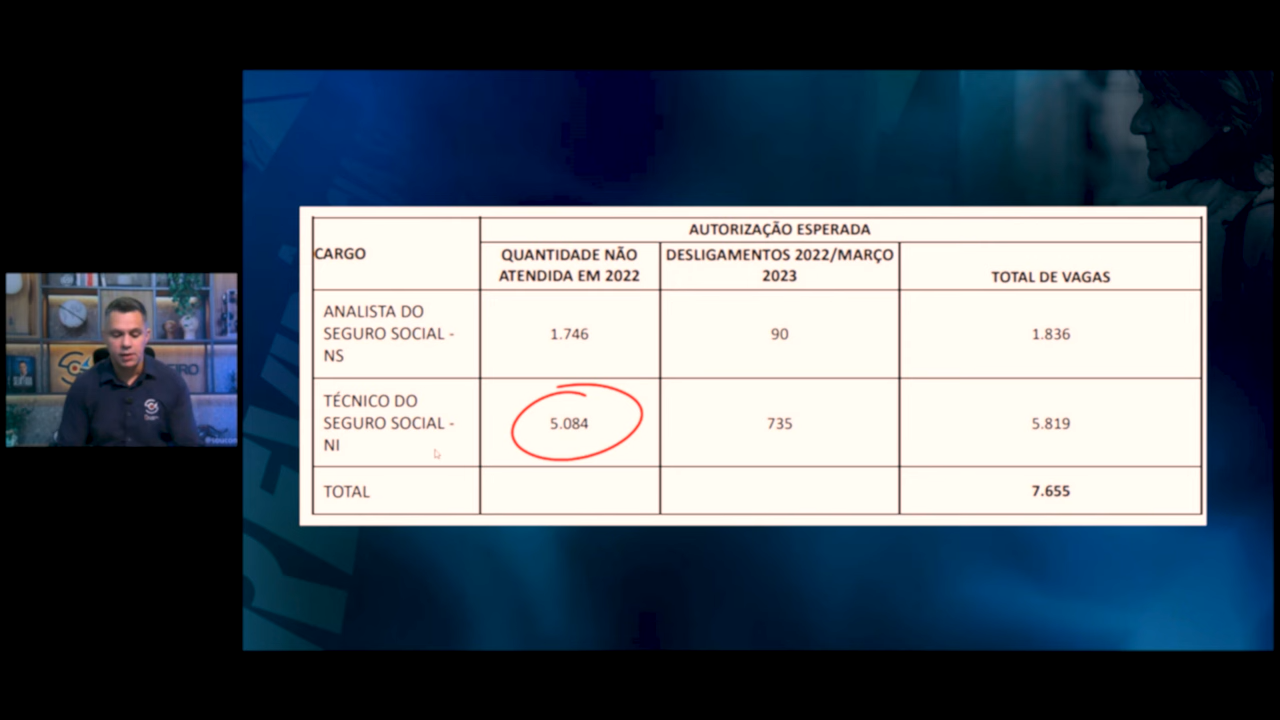 AUTORIZAÇÃO ESPERADA
CARGO
QUANTIDADE NÃO
ATENDIDA EM 2022
DESLIGAMENTOS 2022/MARÇO
2023
TOTAL DE VAGAS
ANALISTA DO
SEGURO SOCIAL -
NS
1.746
90
1.836
TÉCNICO DO
SEGURO SOCIAL -
NI
5.084
735
5.819
TOTAL
7.655